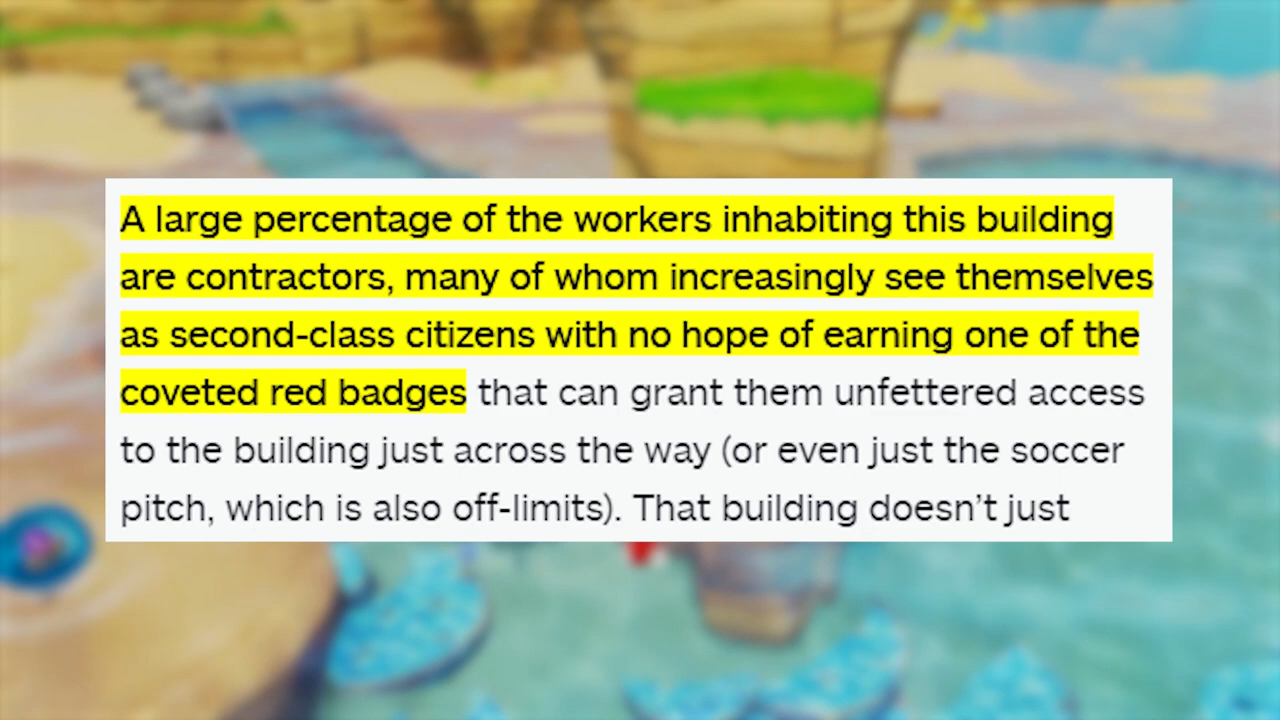 A large percentage of the workers inhabiting this building
are contractors, many of whom increasingly see themselves
as second-class citizens with no hope of earning one of the
coveted red badges that can grant them unfettered access
to the building just across the way (or even just the soccer
pitch, which is also off-limits). That building doesn’t just